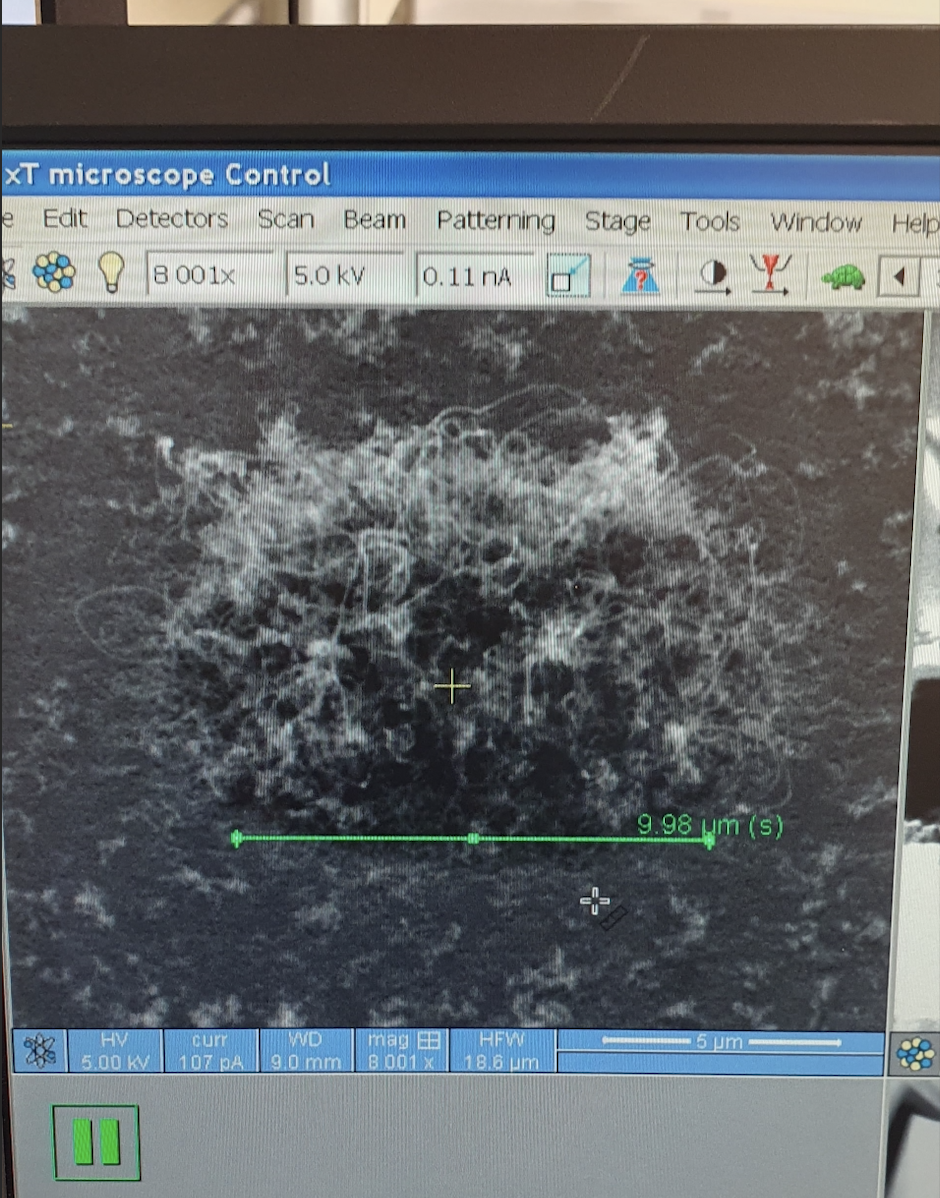 xT microscope Control
e Edit Detectors Scan Beam Patterning Stage Tools Window Help
8 001x 5.0 kV 0.11 nA
9.98 µm (s)
HV curr WD mag HFW
5 µm
5.00 kV 107 pA 9.0 mm 8 001 x 18.6 µm